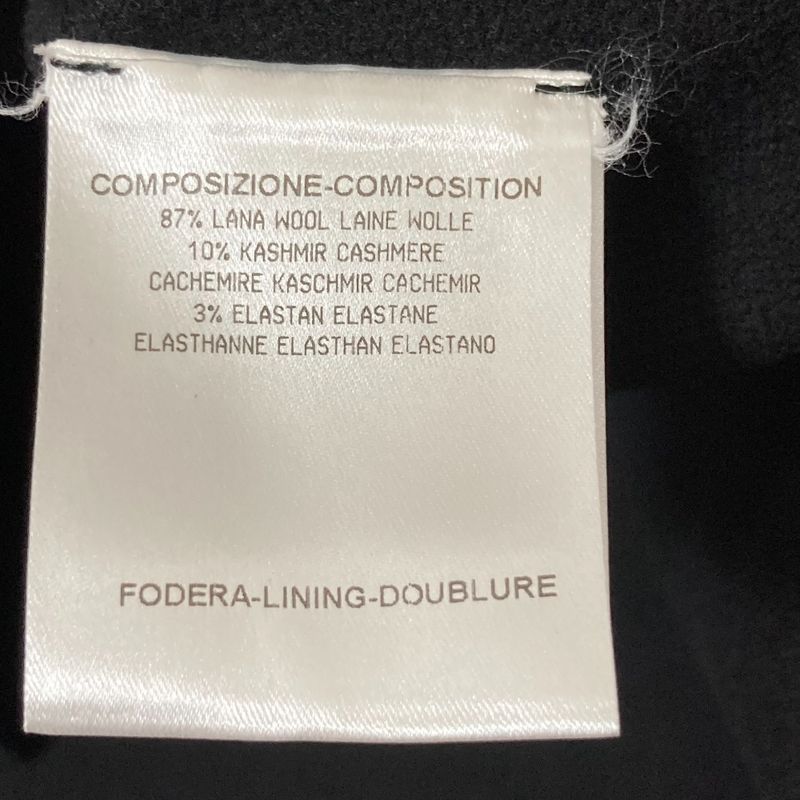 COMPOSIZIONE-COMPOSITION
87% LANA WOOL LAINE WOLLE
10% KASHMIR CASHMERE
CACHEMIRE KASCHMIR CACHEMIR
3% ELASTAN ELASTANE
ELASTHANNE ELASTHAN ELASTANO
FODERA-LINING-DOUBLURE